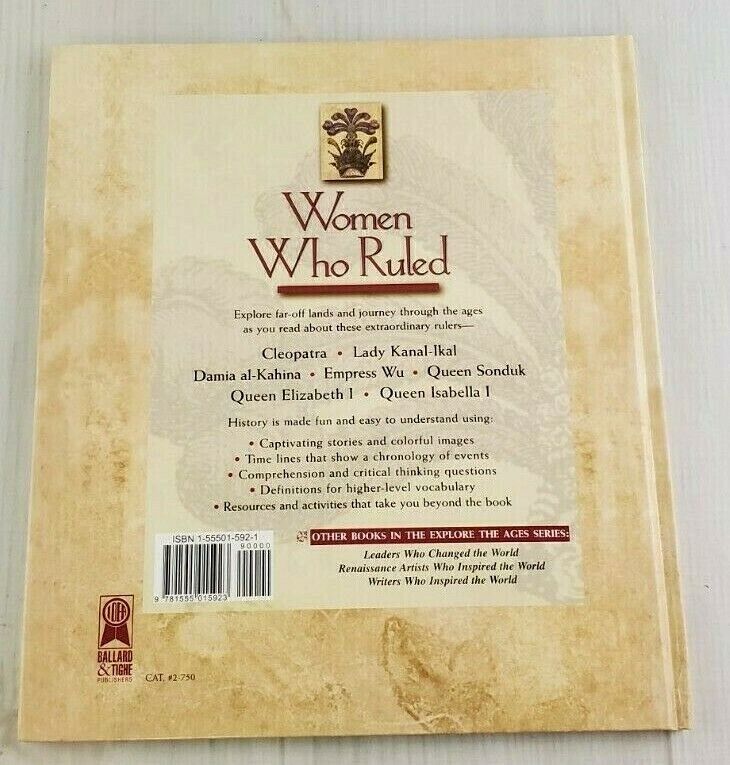 Women
Who Ruled
Explore far-off lands and journey through the ages
as you read about these extraordinary rulers—
Cleopatra • Lady Kanal-Ikal
Damia al-Kahina • Empress Wu • Queen Sonduk
Queen Elizabeth I • Queen Isabella I
History is made fun and easy to understand using:
• Captivating stories and colorful images
• Time lines that show a chronology of events
• Comprehension and critical thinking questions
• Definitions for higher-level vocabulary
• Resources and activities that take you beyond the book
ISBN 1-55501-592-1
90000
9 781555 015923
OTHER BOOKS IN THE EXPLORE THE AGES SERIES:
Leaders Who Changed the World
Renaissance Artists Who Inspired the World
Writers Who Inspired the World
BALLARD
& TIGHE
PUBLISHERS
CAT. #2-750